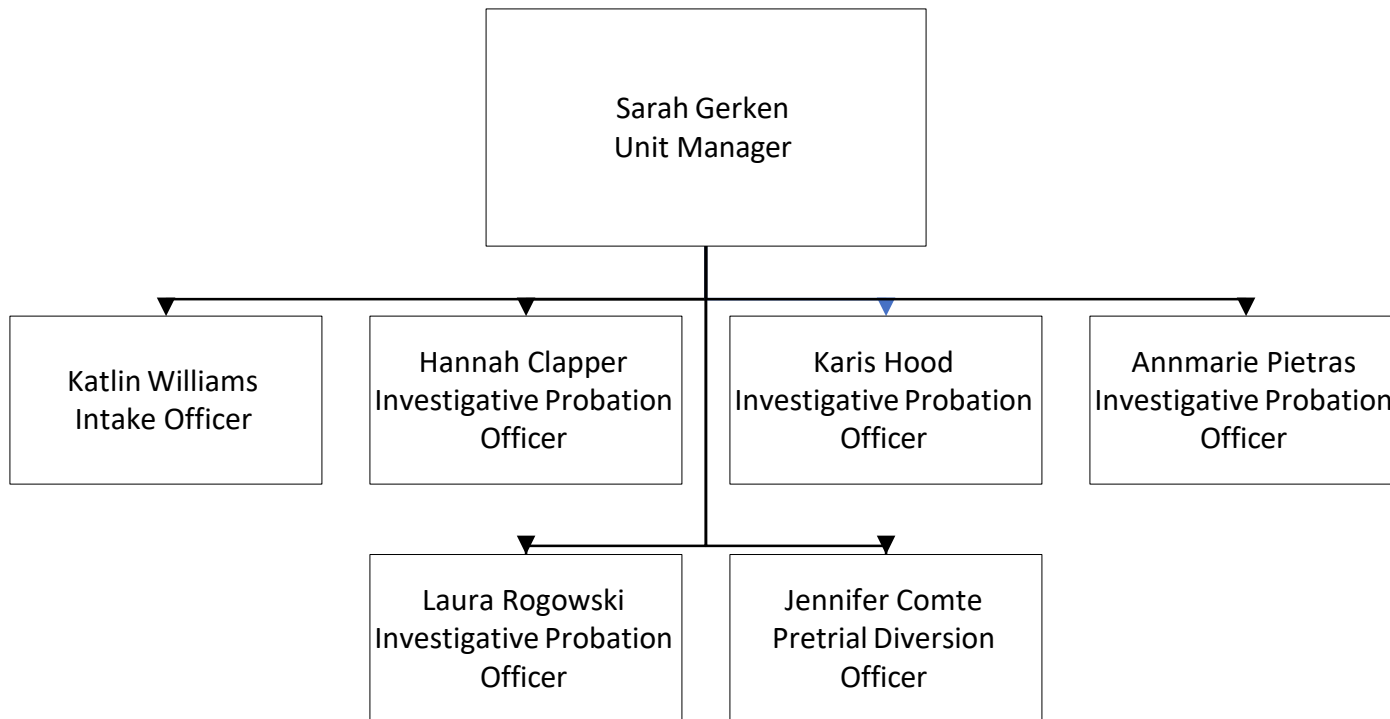 Sarah Gerken
Unit Manager
Katlin Williams
Intake Officer
Hannah Clapper
Investigative Probation
Officer
Karis Hood
Investigative Probation
Officer
Annmarie Pietras
Investigative Probation
Officer
Laura Rogowski
Investigative Probation
Officer
Jennifer Comte
Pretrial Diversion
Officer